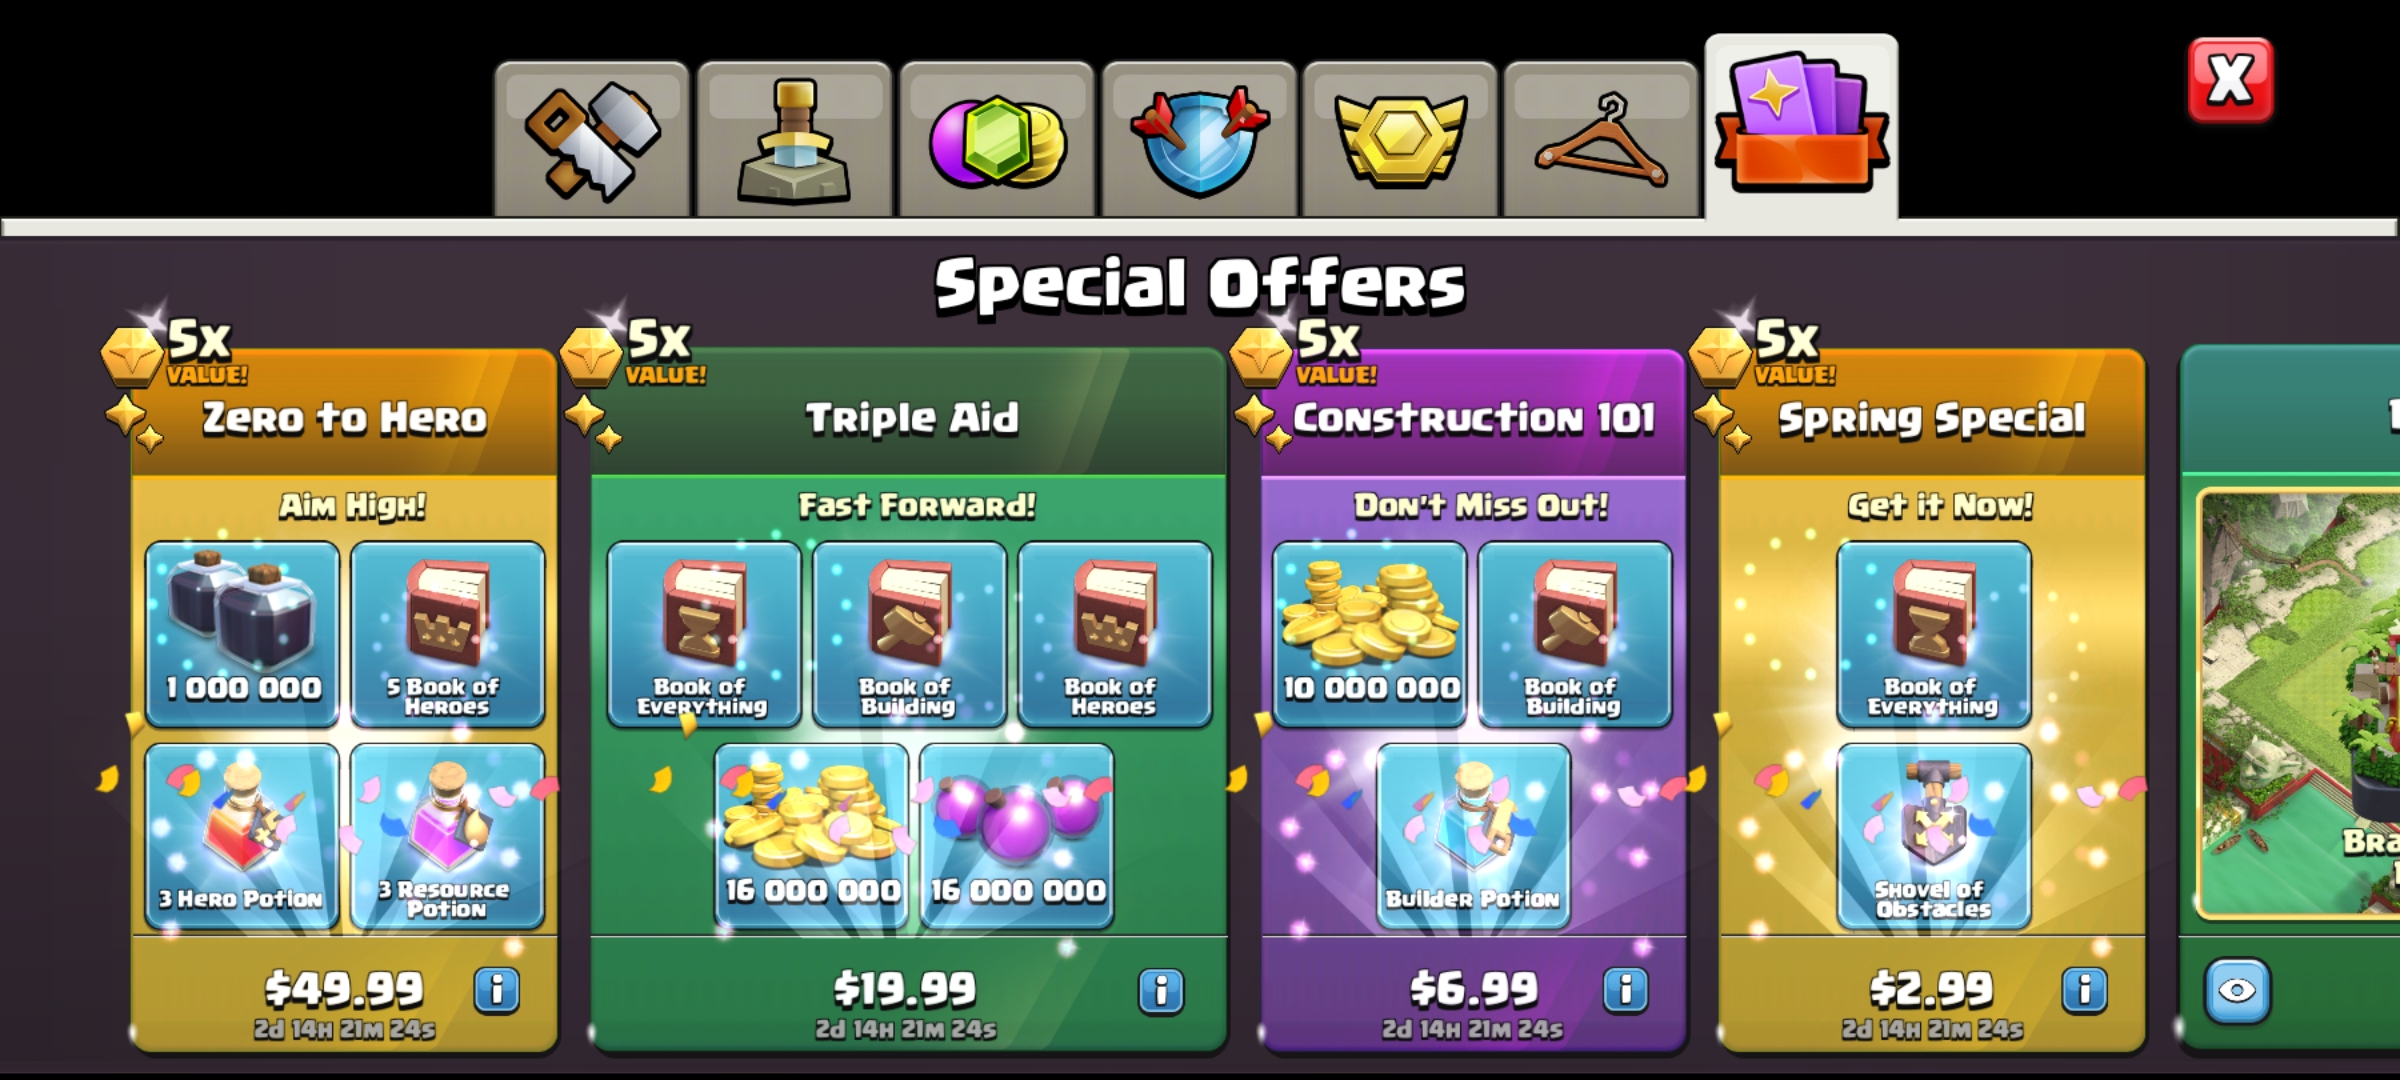 X
Special Offers
5x
VALUE!
Zero to Hero
Aim High!
1 000 000
5 Book of
Heroes
3 Hero Potion
3 Resource
Potion
$49.99
i
2d 14H 21M 24s
5x
VALUE!
Triple Aid
Fast Forward!
Book of
Everything
Book of
Building
Book of
Heroes
16 000 000
16 000 000
$19.99
i
2d 14H 21M 24s
5x
VALUE!
Construction 101
Don't Miss Out!
10 000 000
Book of
Building
Builder Potion
$6.99
i
2d 14H 21M 24s
5x
VALUE!
Spring Special
Get it Now!
Book of
Everything
Shovel of
Obstacles
$2.99
i
2d 14H 21M 24s
Bra